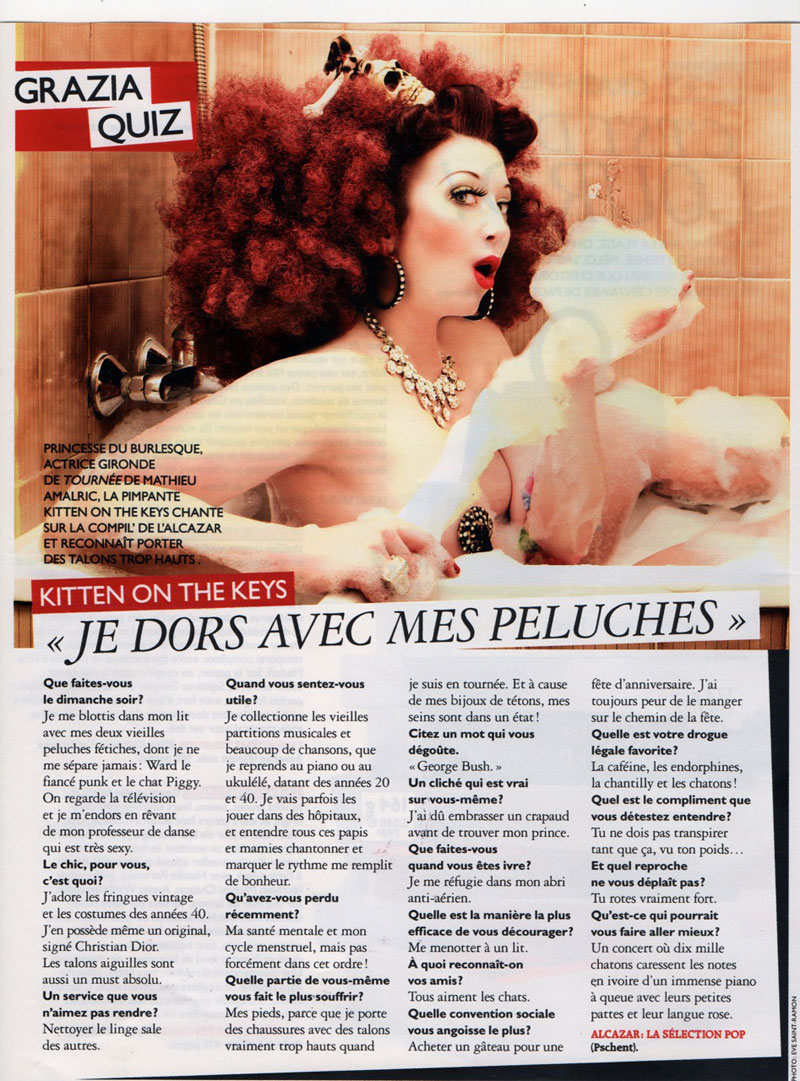 GRAZIA
QUIZ
PRINCESSE DU BURLESQUE,
ACTRICE GIRONDE
DE TOURNÉE DE MATHIEU
AMALRIC, LA PIMPANTE
KITTEN ON THE KEYS CHANTE
SUR LA COMPIL' DE L'ALCAZAR
ET RECONNAÎT PORTER
DES TALONS TROP HAUTS.
KITTEN ON THE KEYS
« JE DORS AVEC MES PELUCHES »
Que faites-vous
le dimanche soir?
Je me blottis dans mon lit
avec mes deux vieilles
peluches fétiches, dont je ne
me sépare jamais : Ward le
fiancé punk et le chat Piggy.
On regarde la télévision
et je m'endors en rêvant
de mon professeur de danse
qui est très sexy.
Le chic, pour vous,
c'est quoi?
J'adore les fringues vintage
et les costumes des années 40.
J'en possède même un original,
signé Christian Dior.
Les talons aiguilles sont
aussi un must absolu.
Un service que vous
n'aimez pas rendre?
Nettoyer le linge sale
des autres.
Quand vous sentez-vous
utile?
Je collectionne les vieilles
partitions musicales et
beaucoup de chansons, que
je reprends au piano ou au
ukulélé, datant des années 20
et 40. Je vais parfois les
jouer dans des hôpitaux,
et entendre tous ces papis
et mamies chantonner et
marquer le rythme me remplit
de bonheur.
Qu'avez-vous perdu
récemment?
Ma santé mentale et mon
cycle menstruel, mais pas
forcément dans cet ordre !
Quelle partie de vous-même
vous fait le plus souffrir?
Mes pieds, parce que je porte
des chaussures avec des talons
vraiment trop hauts quand
je suis en tournée. Et à cause
de mes bijoux de tétons, mes
seins sont dans un état !
Citez un mot qui vous
dégoûte.
« George Bush. »
Un cliché qui est vrai
sur vous-même?
J'ai dû embrasser un crapaud
avant de trouver mon prince.
Que faites-vous
quand vous êtes ivre?
Je me réfugie dans mon abri
anti-aérien.
Quelle est la manière la plus
efficace de vous décourager?
Me menotter à un lit.
À quoi reconnaît-on
vos amis?
Tous aiment les chats.
Quelle convention sociale
vous angoisse le plus?
Acheter un gâteau pour une
fête d'anniversaire. J'ai
toujours peur de le manger
sur le chemin de la fête.
Quelle est votre drogue
légale favorite?
La caféine, les endorphines,
la chantilly et les chatons !
Quel est le compliment que
vous détestez entendre?
Tu ne dois pas transpirer
tant que ça, vu ton poids…
Et quel reproche
ne vous déplaît pas?
Tu rotes vraiment fort.
Qu'est-ce qui pourrait
vous faire aller mieux?
Un concert où dix mille
chatons caressent les notes
en ivoire d'un immense piano
à queue avec leurs petites
pattes et leur langue rose.
ALCAZAR : LA SÉLECTION POP
(Pschent).
PHOTO : EVE SAINT-RAMON